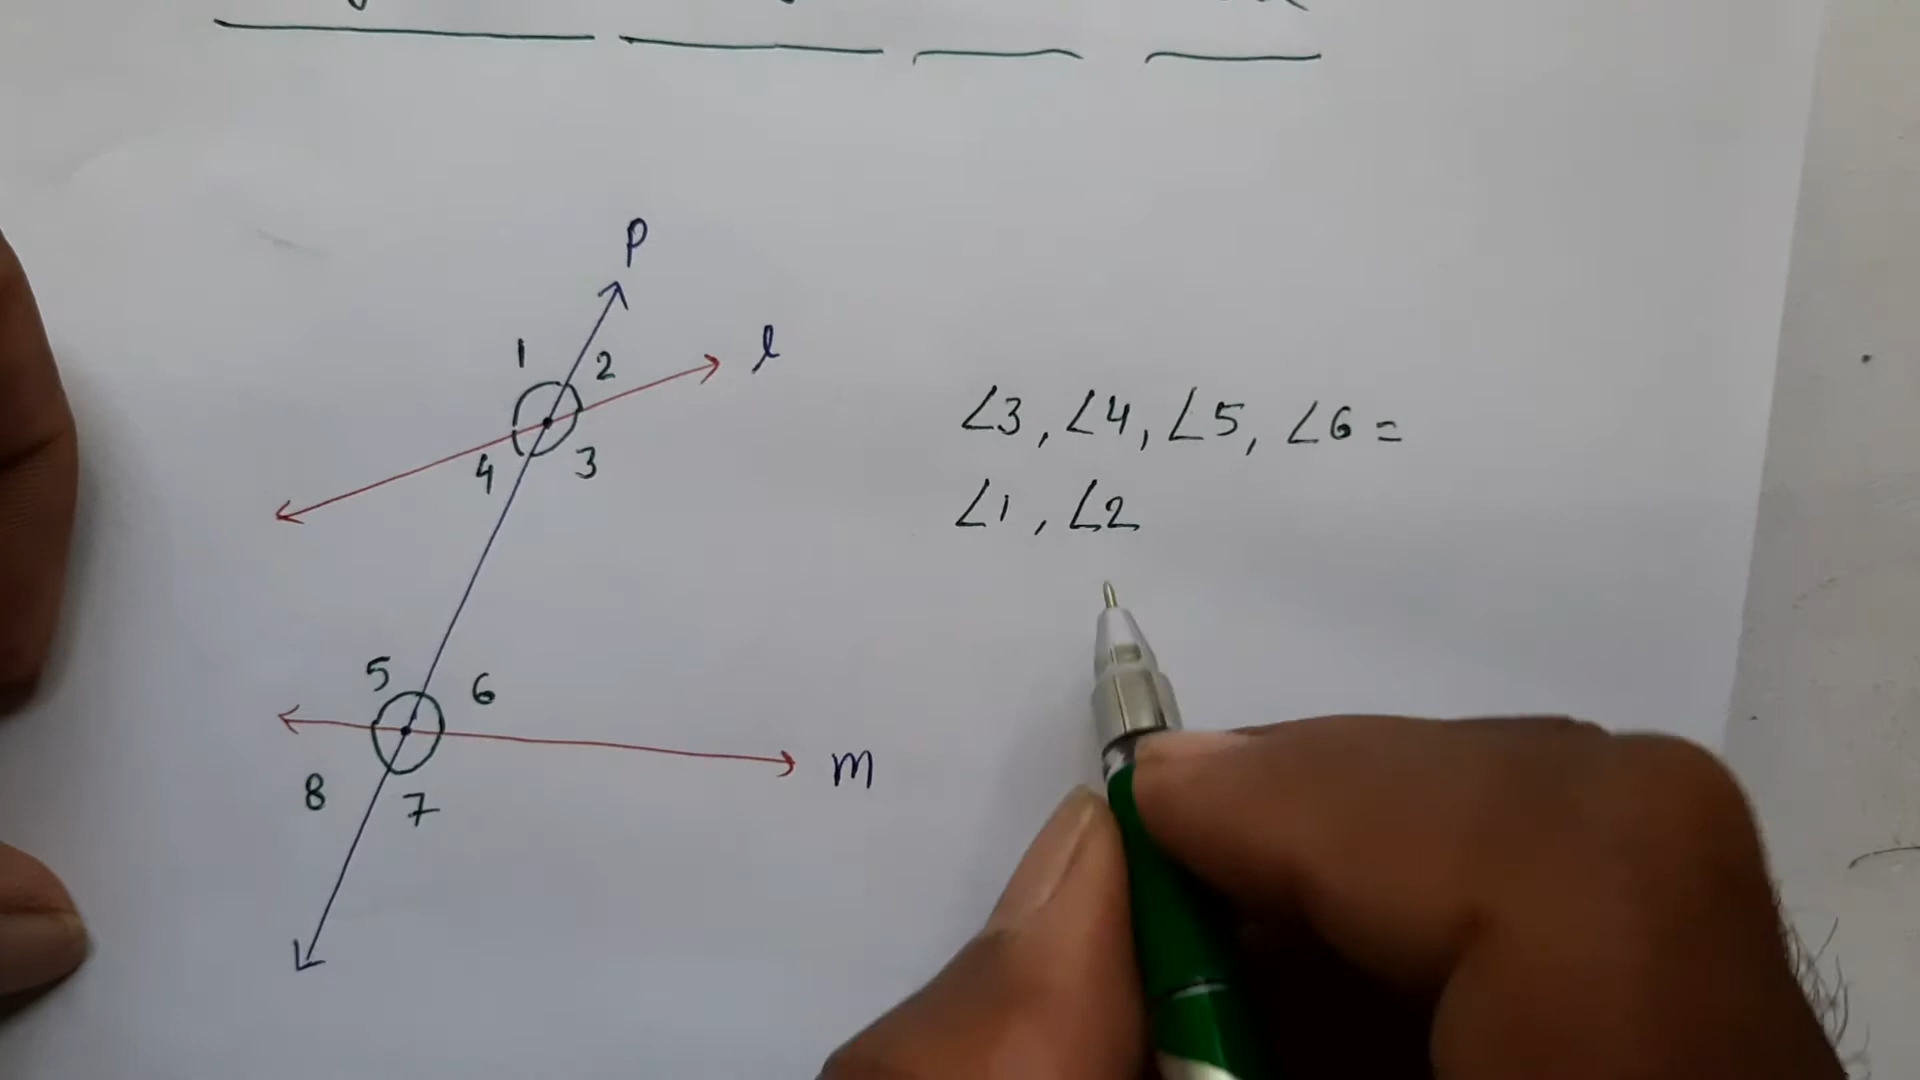 p
l
1 2
4 3
5 6
m
8 7
∠3, ∠4, ∠5, ∠6 =
∠1, ∠2